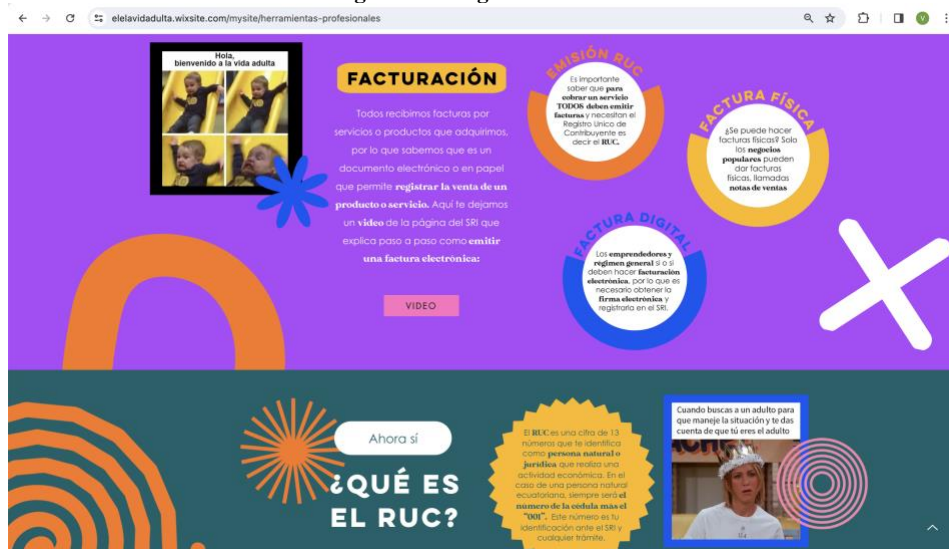 elelavidadulta.wixsite.com/mysite/herramientas-profesionales
Hola,
bienvenido a la vida adulta
FACTURACIÓN
Todos recibimos facturas por
servicios o productos que adquirimos,
por lo que sabemos que es un
documento electrónico o en papel
que permite registrar la venta de un
producto o servicio. Aquí te dejamos
un video de la página del SRI que
explica paso a paso como emitir
una factura electrónica:
VIDEO
EMISIÓN RUC
Es importante
saber que para
cobrar un servicio
TODOS deben emitir
facturas y necesitan el
Registro Único de
Contribuyente es
decir el RUC.
FACTURA FÍSICA
¿Se puede hacer
facturas físicas? Solo
los negocios
populares pueden
dar facturas
físicas, llamadas
notas de ventas
FACTURA DIGITAL
Los emprendedores y
régimen general si o si
deben hacer facturación
electrónica, por lo que es
necesario obtener la
firma electrónica y
registrarla en el SRI.
Ahora sí
¿QUÉ ES
EL RUC?
El RUC es una cifra de 13
números que te identifica
como persona natural o
jurídica que realiza una
actividad económica. En el
caso de una persona natural
ecuatoriana, siempre será el
número de la cédula más el
"001". Este número es tu
identificación ante el SRI y
cualquier trámite.
Cuando buscas a un adulto para
que maneje la situación y te das
cuenta de que tú eres el adulto